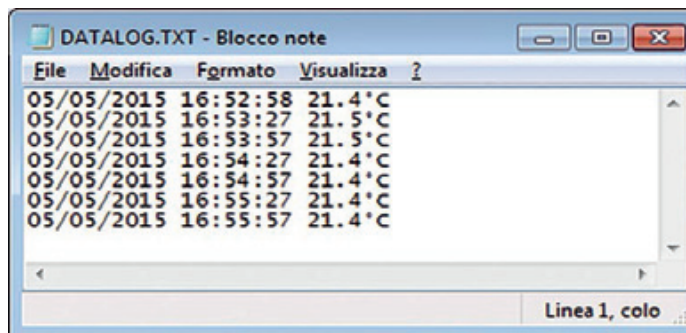 DATALOG.TXT - Blocco note
File Modifica Formato Visualizza ?
05/05/2015 16:52:58 21.4°C
05/05/2015 16:53:27 21.5°C
05/05/2015 16:53:57 21.5°C
05/05/2015 16:54:27 21.4°C
05/05/2015 16:54:57 21.4°C
05/05/2015 16:55:27 21.4°C
05/05/2015 16:55:57 21.4°C
Linea 1, colo